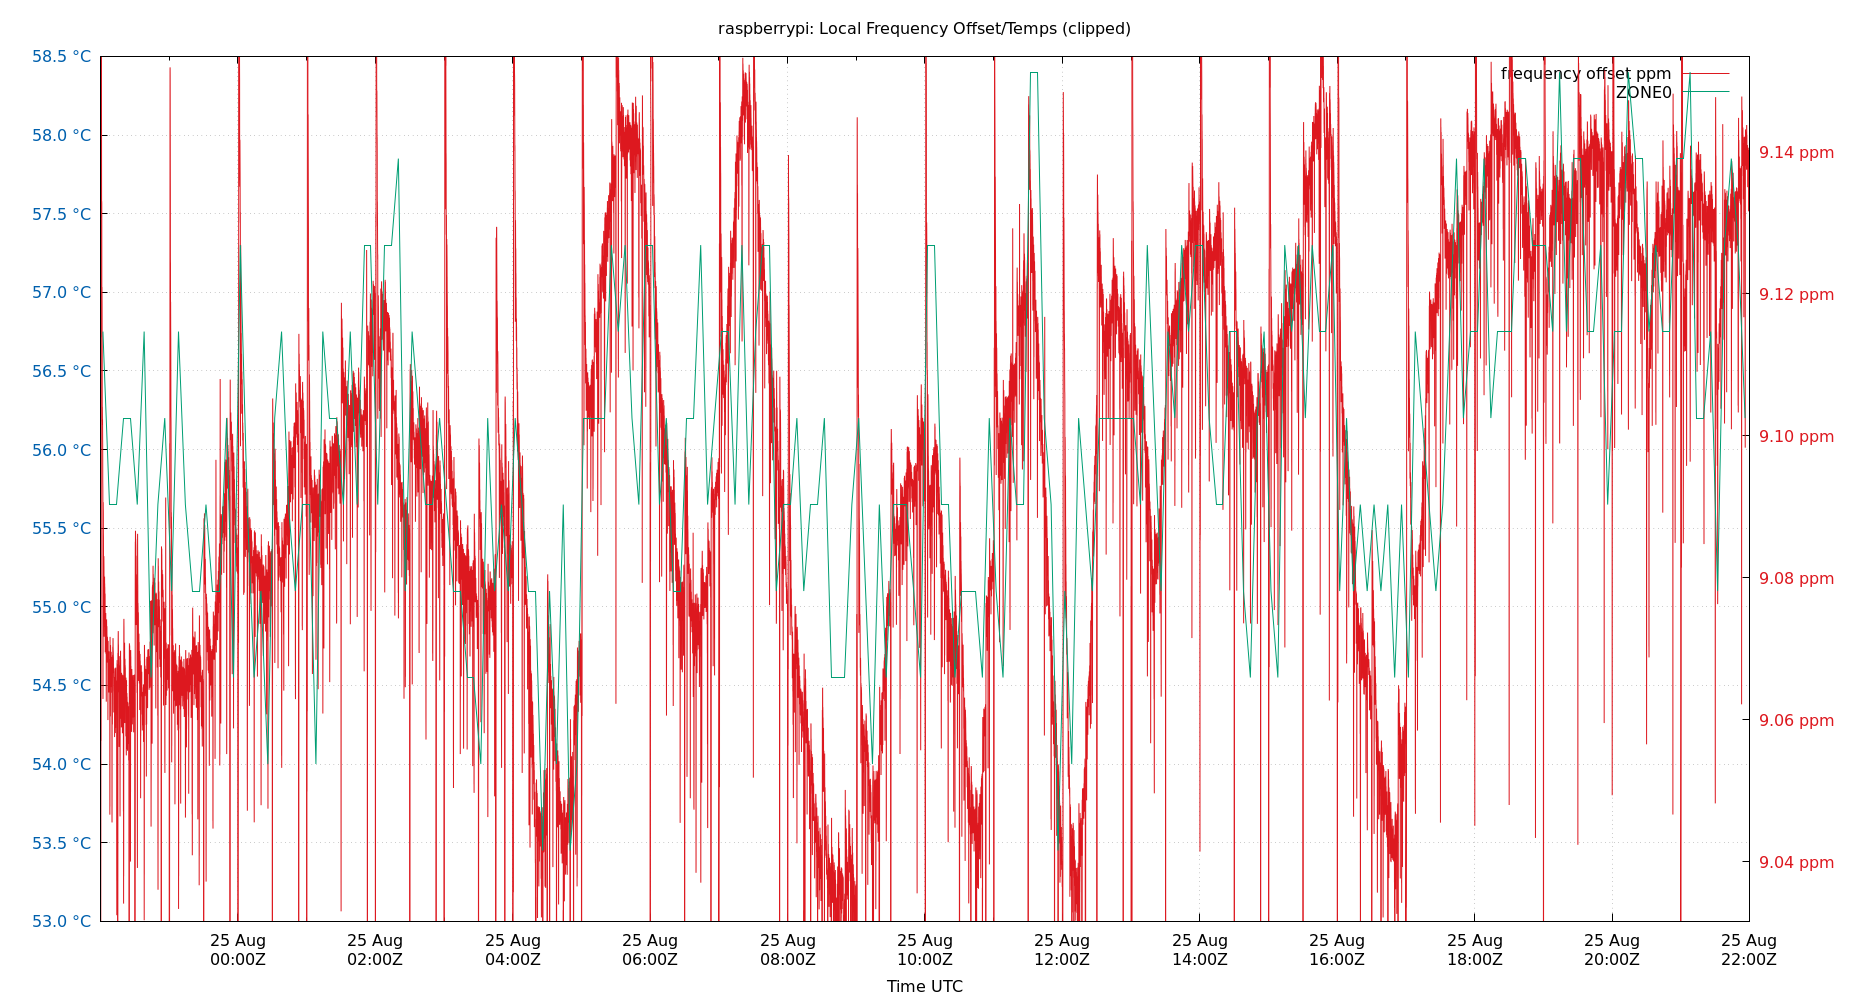 raspberrypi: Local Frequency Offset/Temps (clipped)
58.5 °C
58.0 °C
57.5 °C
57.0 °C
56.5 °C
56.0 °C
55.5 °C
55.0 °C
54.5 °C
54.0 °C
53.5 °C
53.0 °C
frequency offset ppm
ZONE0
9.14 ppm
9.12 ppm
9.10 ppm
9.08 ppm
9.06 ppm
9.04 ppm
25 Aug 25 Aug 25 Aug 25 Aug 25 Aug 25 Aug 25 Aug 25 Aug 25 Aug 25 Aug 25 Aug 25 Aug
00:00Z 02:00Z 04:00Z 06:00Z 08:00Z 10:00Z 12:00Z 14:00Z 16:00Z 18:00Z 20:00Z 22:00Z
Time UTC